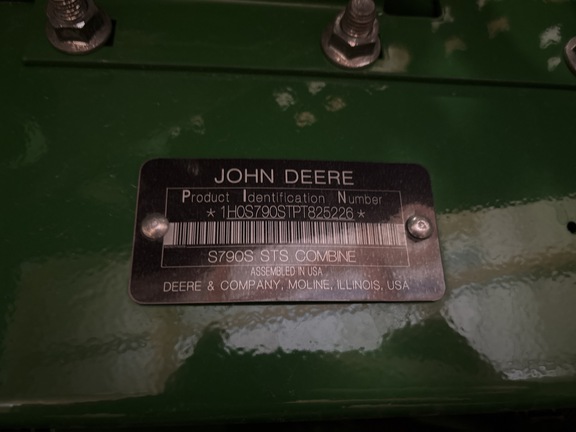 JOHN DEERE
Product Identification Number
*1H0S790STPT825226*
S790S STS COMBINE
ASSEMBLED IN USA
DEERE & COMPANY, MOLINE, ILLINOIS, USA